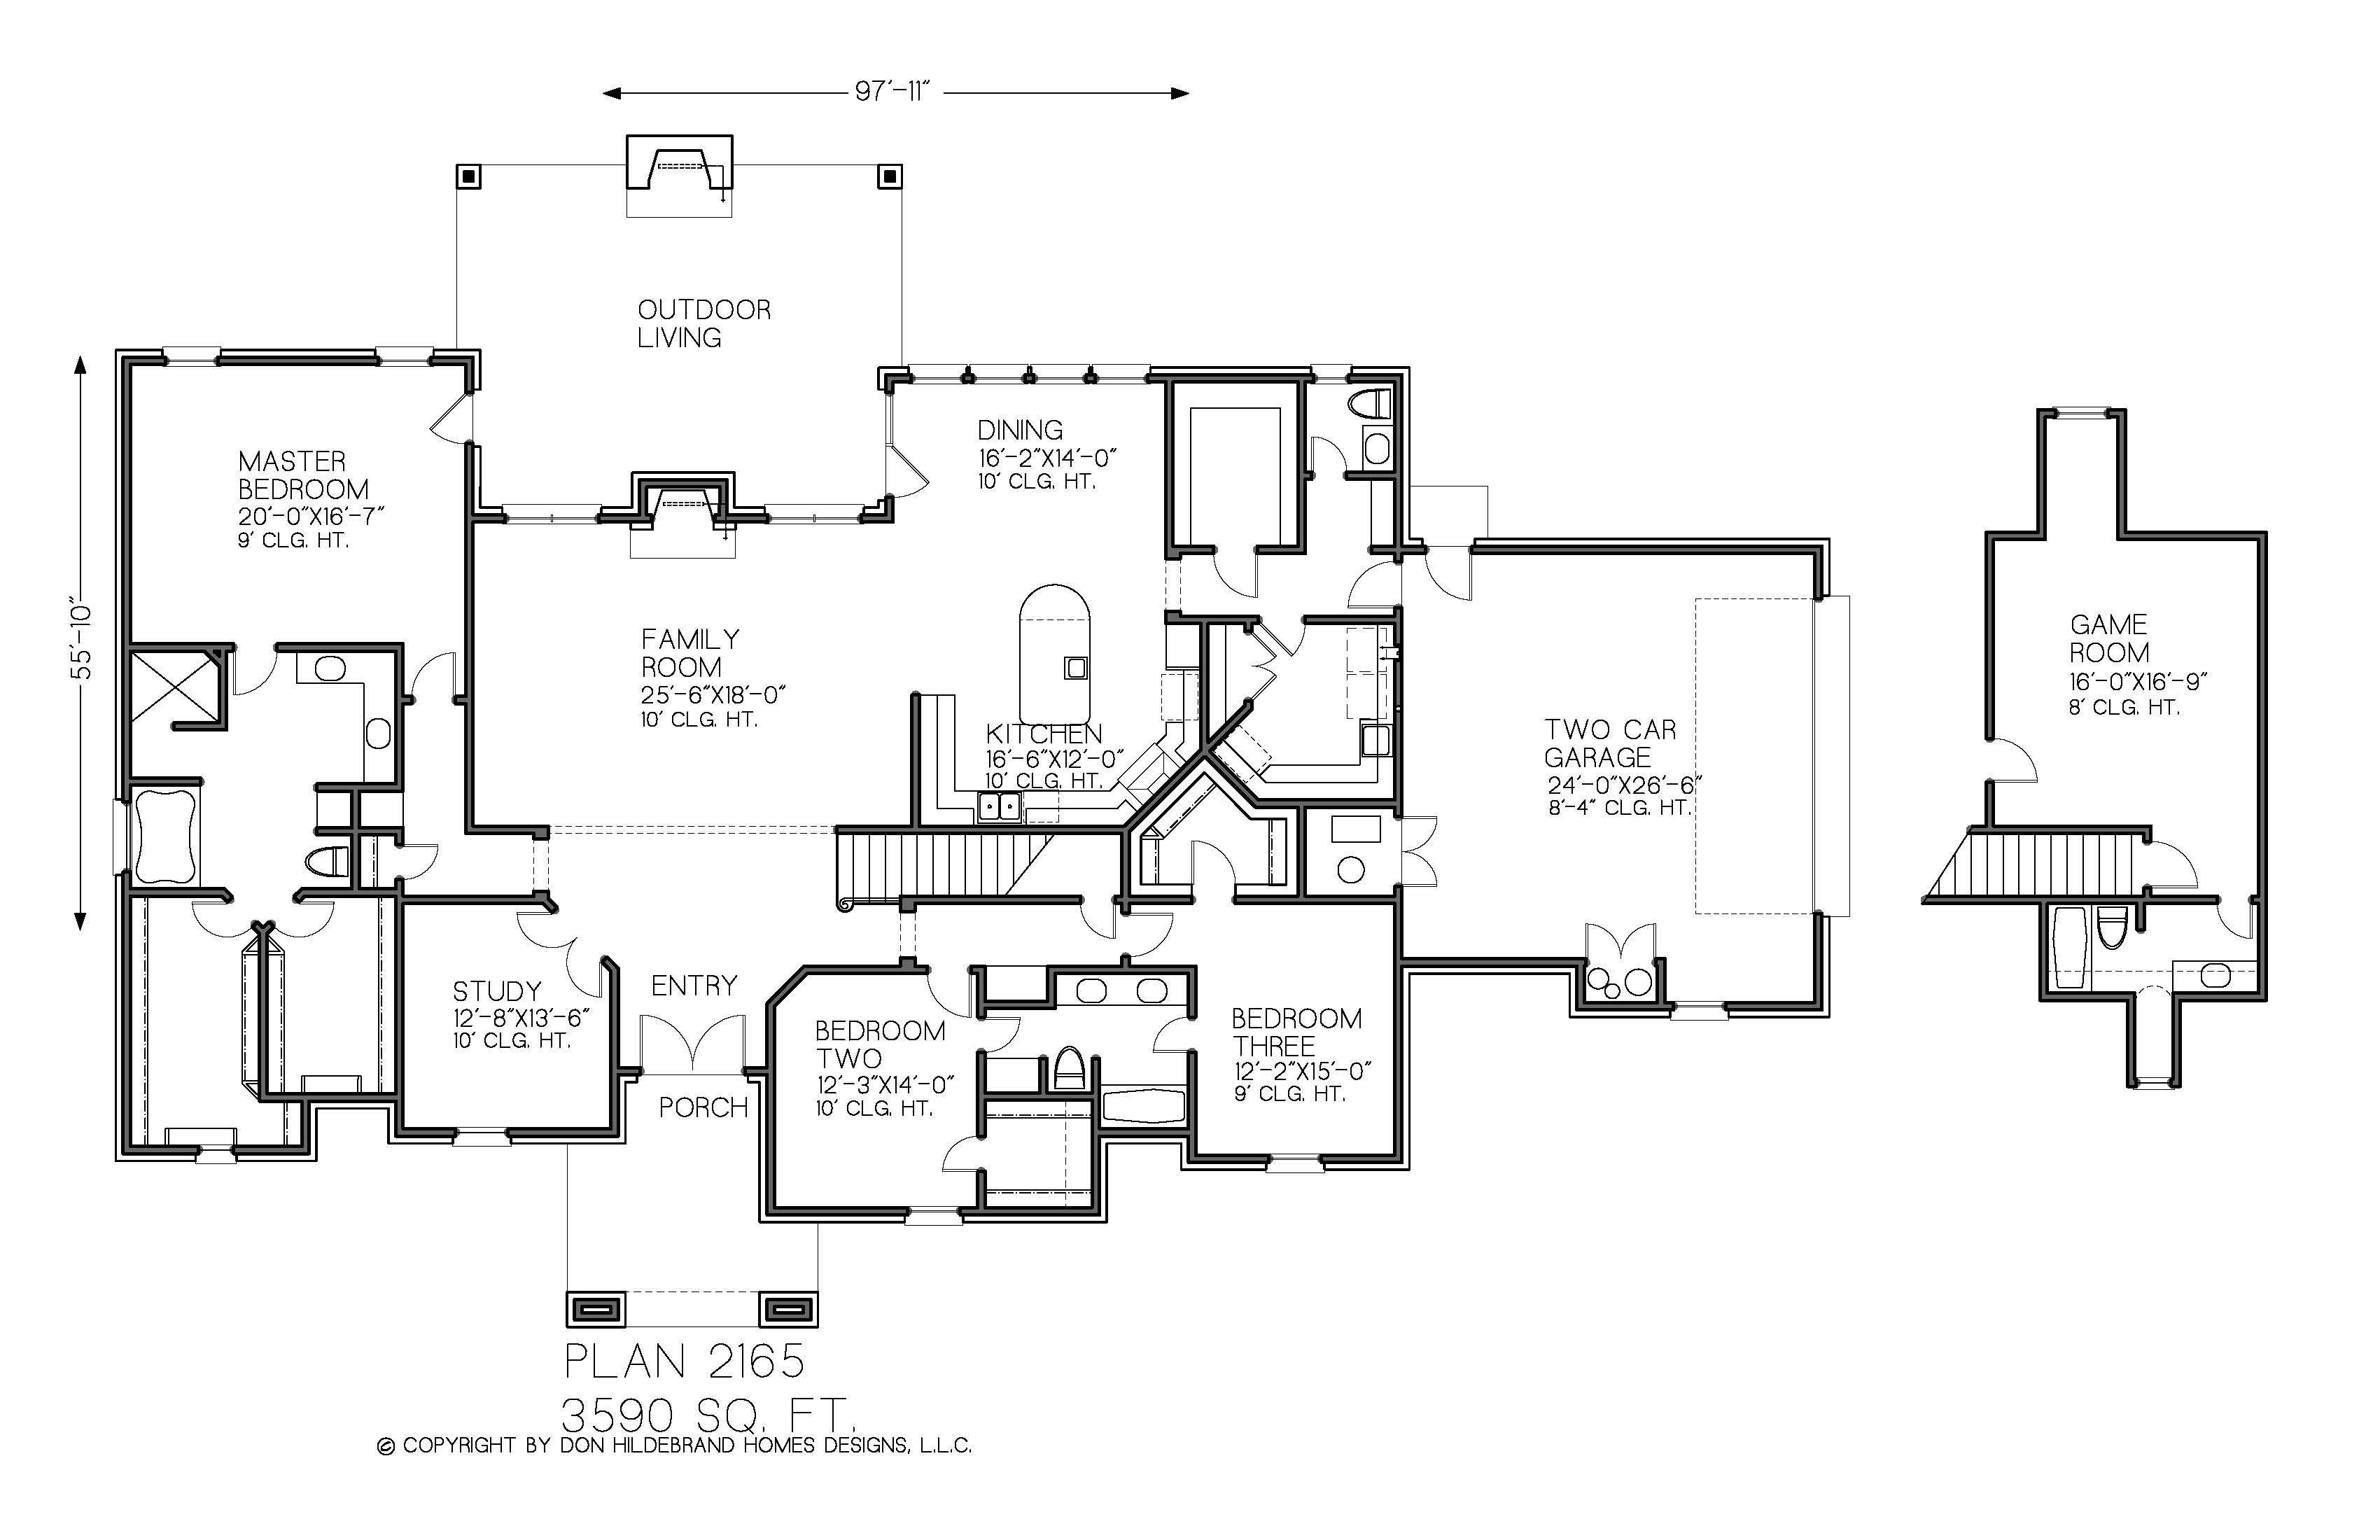 97'-11"
OUTDOOR
LIVING
55'-10"
MASTER
BEDROOM
20'-0"X16'-7"
9' CLG. HT.
DINING
16'-2"X14'-0"
10' CLG. HT.
FAMILY
ROOM
25'-6"X18'-0"
10' CLG. HT.
KITCHEN
16'-6"X12'-0"
10' CLG. HT.
TWO CAR
GARAGE
24'-0"X26'-6"
8'-4" CLG. HT.
GAME
ROOM
16'-0"X16'-9"
8' CLG. HT.
STUDY
12'-8"X13'-6"
10' CLG. HT.
ENTRY
PORCH
BEDROOM
TWO
12'-3"X14'-0"
10' CLG. HT.
BEDROOM
THREE
12'-2"X15'-0"
9' CLG. HT.
PLAN 2165
3590 SQ. FT.
© COPYRIGHT BY DON HILDEBRAND HOMES DESIGNS, L.L.C.